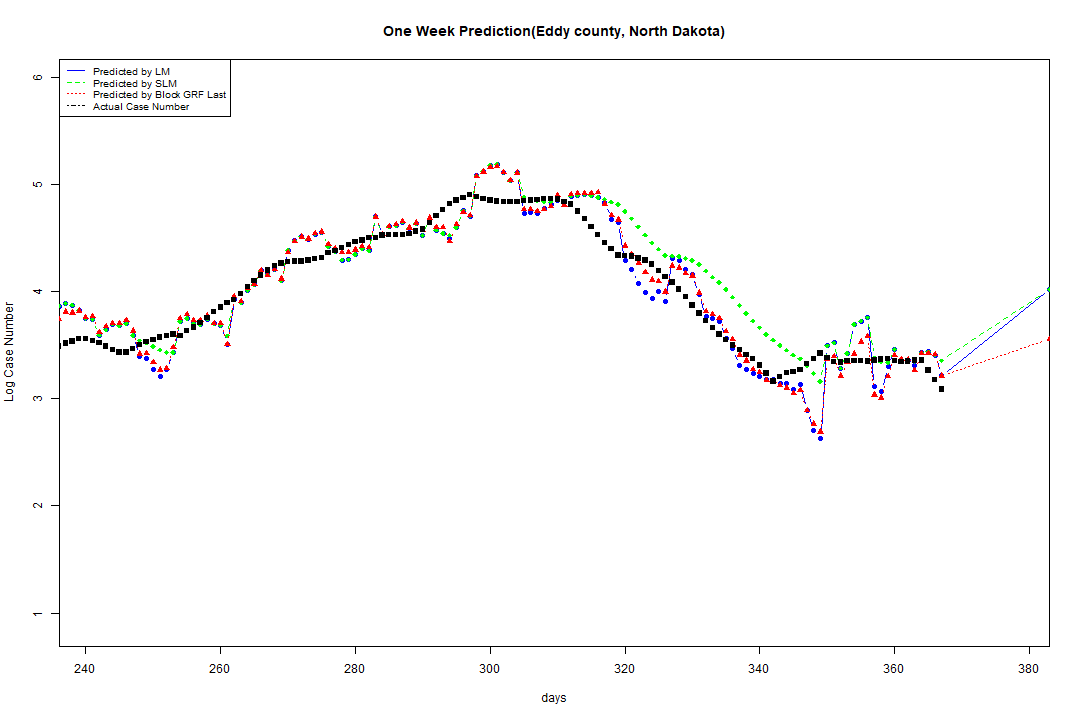 One Week Prediction(Eddy county, North Dakota)
Predicted by LM
Predicted by SLM
Predicted by Block GRF Last
Actual Case Number
6
5
4
3
2
1
Log Case Number
240 260 280 300 320 340 360 380
days